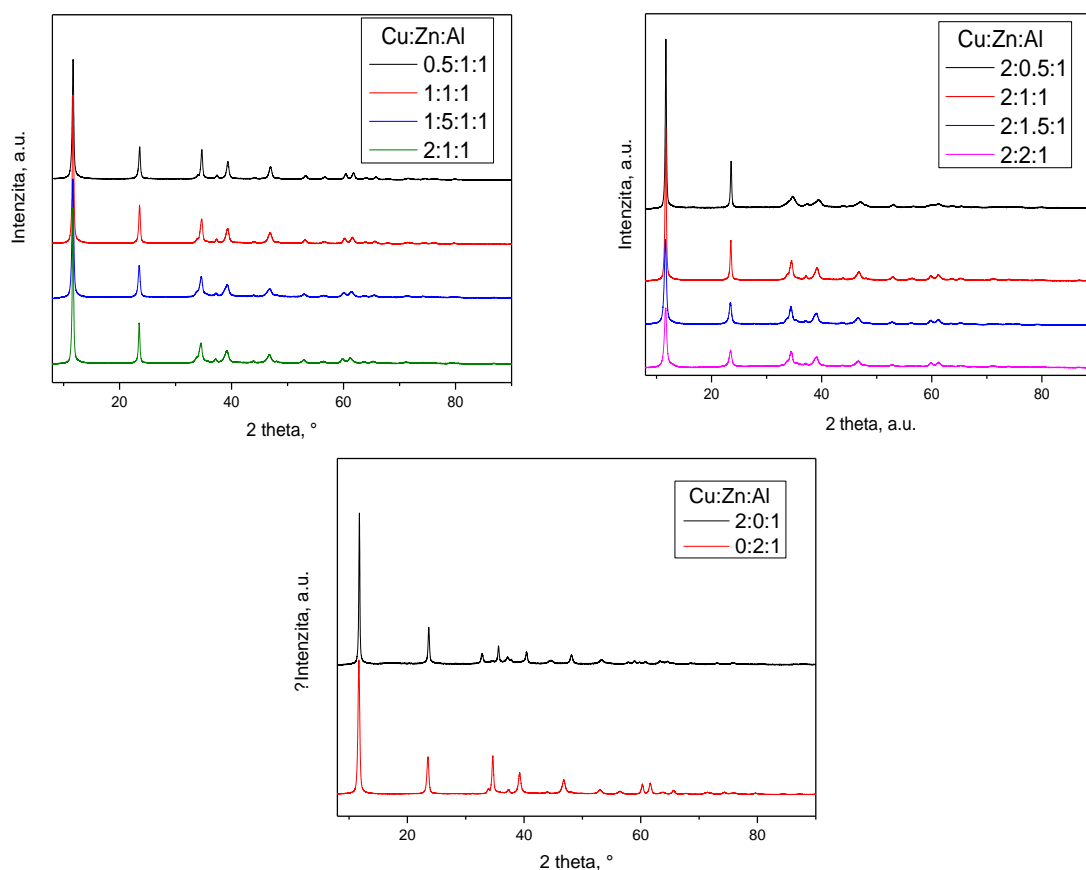 Cu:Zn:Al
0.5:1:1
1:1:1
1:5:1:1
2:1:1
Intenzita, a.u.
20
40
60
80
2 theta, °
Cu:Zn:Al
2:0.5:1
2:1:1
2:1.5:1
2:2:1
Intenzita, a.u.
20
40
60
80
2 theta, a.u.
Cu:Zn:Al
2:0:1
0:2:1
?Intenzita, a.u.
20
40
60
80
2 theta, °